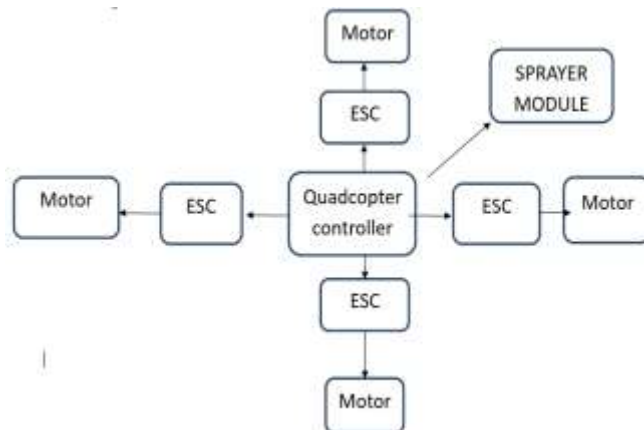 Motor
SPRAYER
MODULE
ESC
Motor
ESC
Quadcopter
controller
ESC
Motor
ESC
Motor